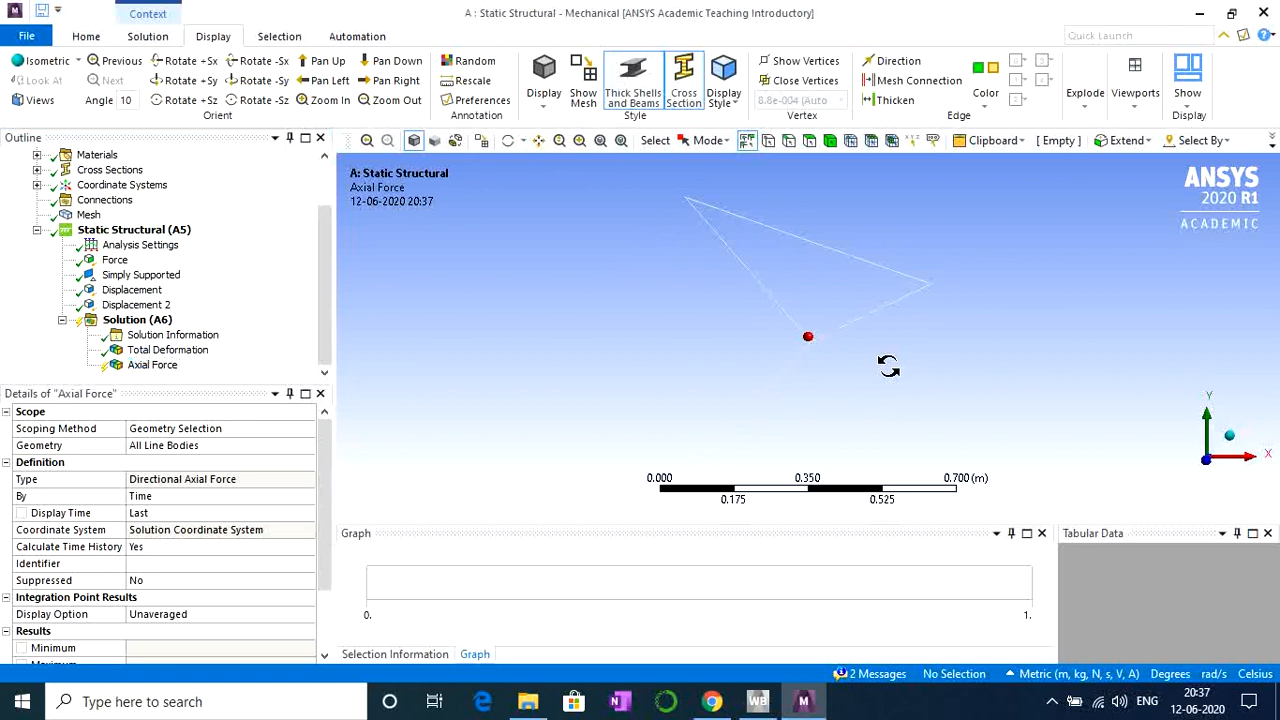 Context
A : Static Structural - Mechanical [ANSYS Academic Teaching Introductory]
File
Home
Solution
Display
Selection
Automation
Quick Launch
Isometric
Previous
Rotate +Sx
Rotate -Sx
Pan Up
Pan Down
Look At
Next
Rotate +Sy
Rotate -Sy
Pan Left
Pan Right
Views
Angle 10
Rotate +Sz
Rotate -Sz
Zoom In
Zoom Out
Orient
Random
Rescale
Preferences
Annotation
Display
Show
Mesh
Thick Shells
and Beams
Cross
Section
Display
Style
Style
Show Vertices
Close Vertices
8.8e-004 (Auto
Vertex
Direction
Mesh Connection
Thicken
Color
Edge
Explode
Viewports
Show
Display
Outline
Select
Mode
Clipboard
[ Empty ]
Extend
Select By
Materials
Cross Sections
Coordinate Systems
Connections
Mesh
Static Structural (A5)
Analysis Settings
Force
Simply Supported
Displacement
Displacement 2
Solution (A6)
Solution Information
Total Deformation
Axial Force
A: Static Structural
Axial Force
12-06-2020 20:37
ANSYS
2020 R1
ACADEMIC
Y
X
0.000
0.350
0.700 (m)
0.175
0.525
Details of "Axial Force"
Scope
Scoping Method Geometry Selection
Geometry All Line Bodies
Definition
Type Directional Axial Force
By Time
Display Time Last
Coordinate System Solution Coordinate System
Calculate Time History Yes
Identifier
Suppressed No
Integration Point Results
Display Option Unaveraged
Results
Minimum
Maximum
Graph
0.
1.
Tabular Data
Selection Information
Graph
2 Messages
No Selection
Metric (m, kg, N, s, V, A)
Degrees
rad/s
Celsius
Type here to search
WB
M
ENG
20:37
12-06-2020